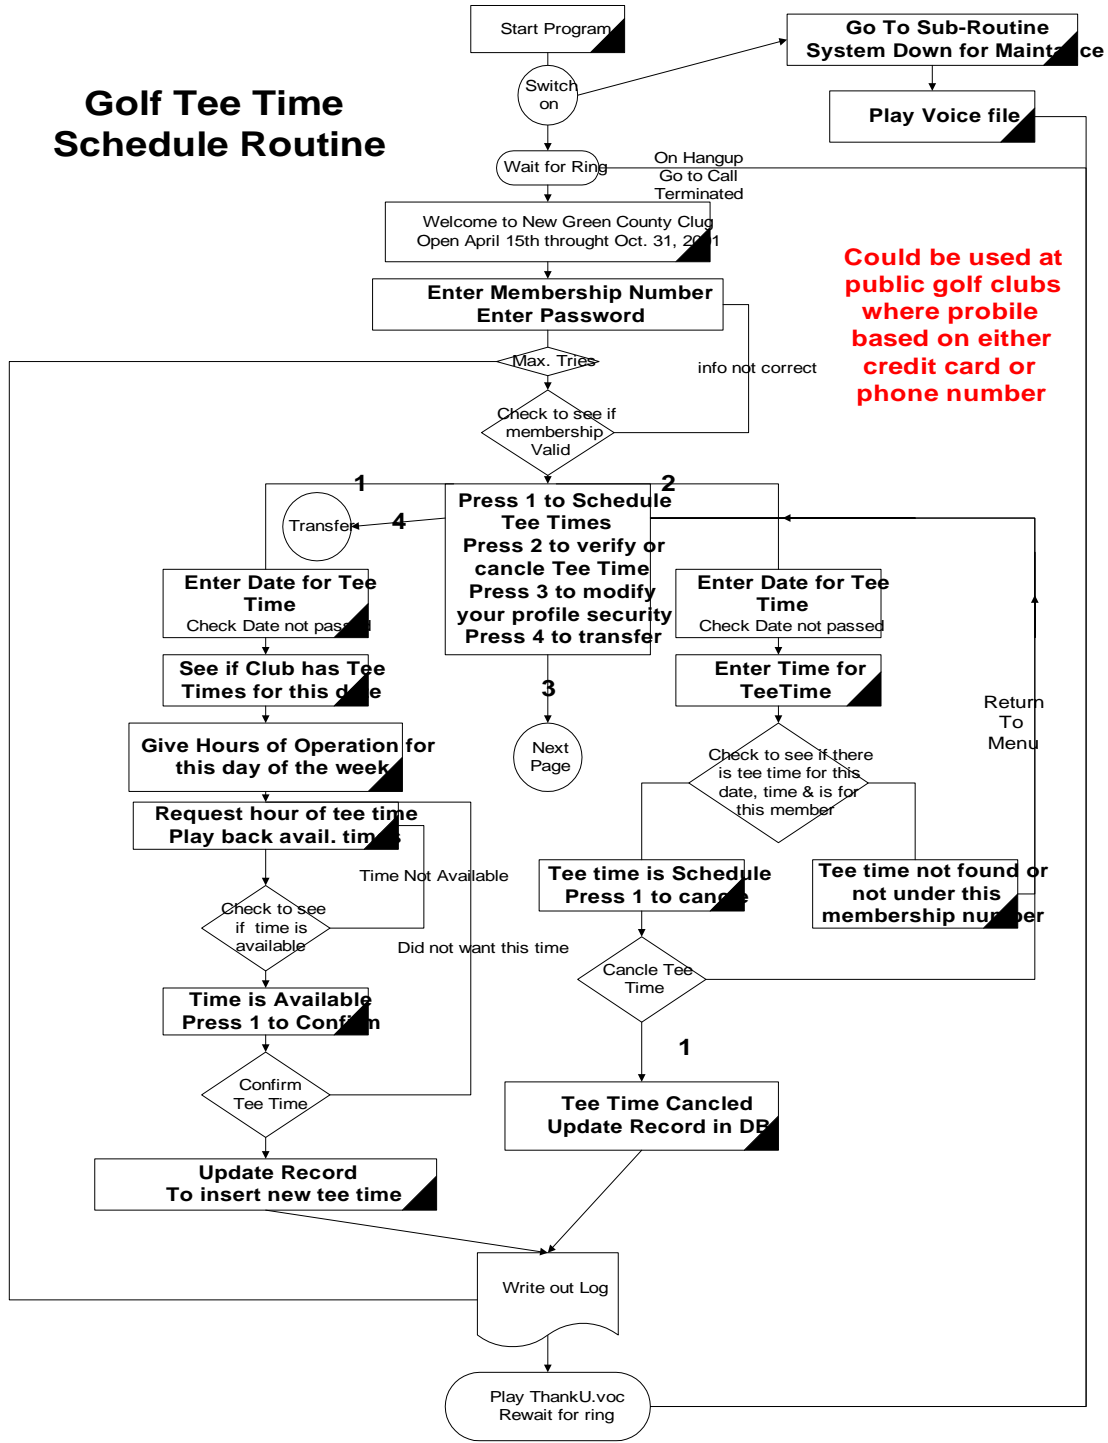 Start Program
Go To Sub-Routine
System Down for Maintance
Switch
on
Golf Tee Time
Schedule Routine
Play Voice file
Wait for Ring
On Hangup
Go to Call
Terminated
Welcome to New Green County Clug
Open April 15th throught Oct. 31, 2001
Could be used at
public golf clubs
where probile
based on either
credit card or
phone number
Enter Membership Number
Enter Password
Max. Tries
info not correct
Check to see if
membership
Valid
1
2
Transfer
4
Press 1 to Schedule
Tee Times
Press 2 to verify or
cancle Tee Time
Press 3 to modify
your profile security
Press 4 to transfer
Enter Date for Tee
Time
Check Date not passed
Enter Date for Tee
Time
Check Date not passed
See if Club has Tee
Times for this date
3
Enter Time for
TeeTime
Return
To
Menu
Give Hours of Operation for
this day of the week
Next
Page
Check to see if there
is tee time for this
date, time & is for
this member
Request hour of tee time
Play back avail. times
Time Not Available
Tee time is Schedule
Press 1 to cancle
Tee time not found or
not under this
membership number
Check to see
if time is
available
Did not want this time
Cancle Tee
Time
Time is Available
Press 1 to Confirm
1
Confirm
Tee Time
Tee Time Cancled
Update Record in DB
Update Record
To insert new tee time
Write out Log
Play ThankU.voc
Rewait for ring